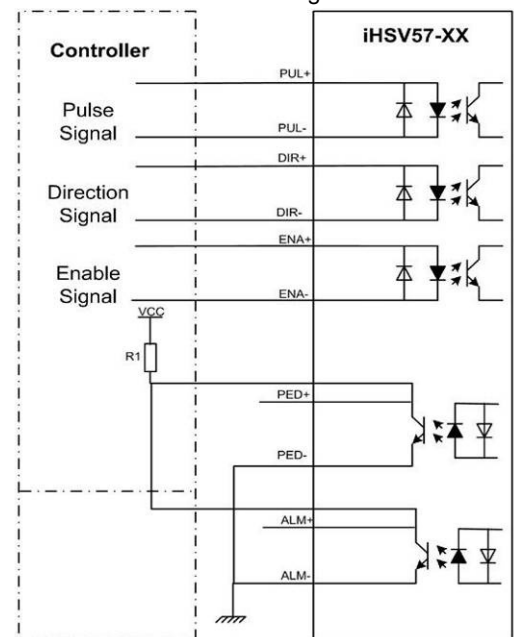 Controller
iHSV57-XX
PUL+
Pulse
Signal
PUL-
DIR+
Direction
Signal
DIR-
ENA+
Enable
Signal
ENA-
VCC
R1
PED+
PED-
ALM+
ALM-